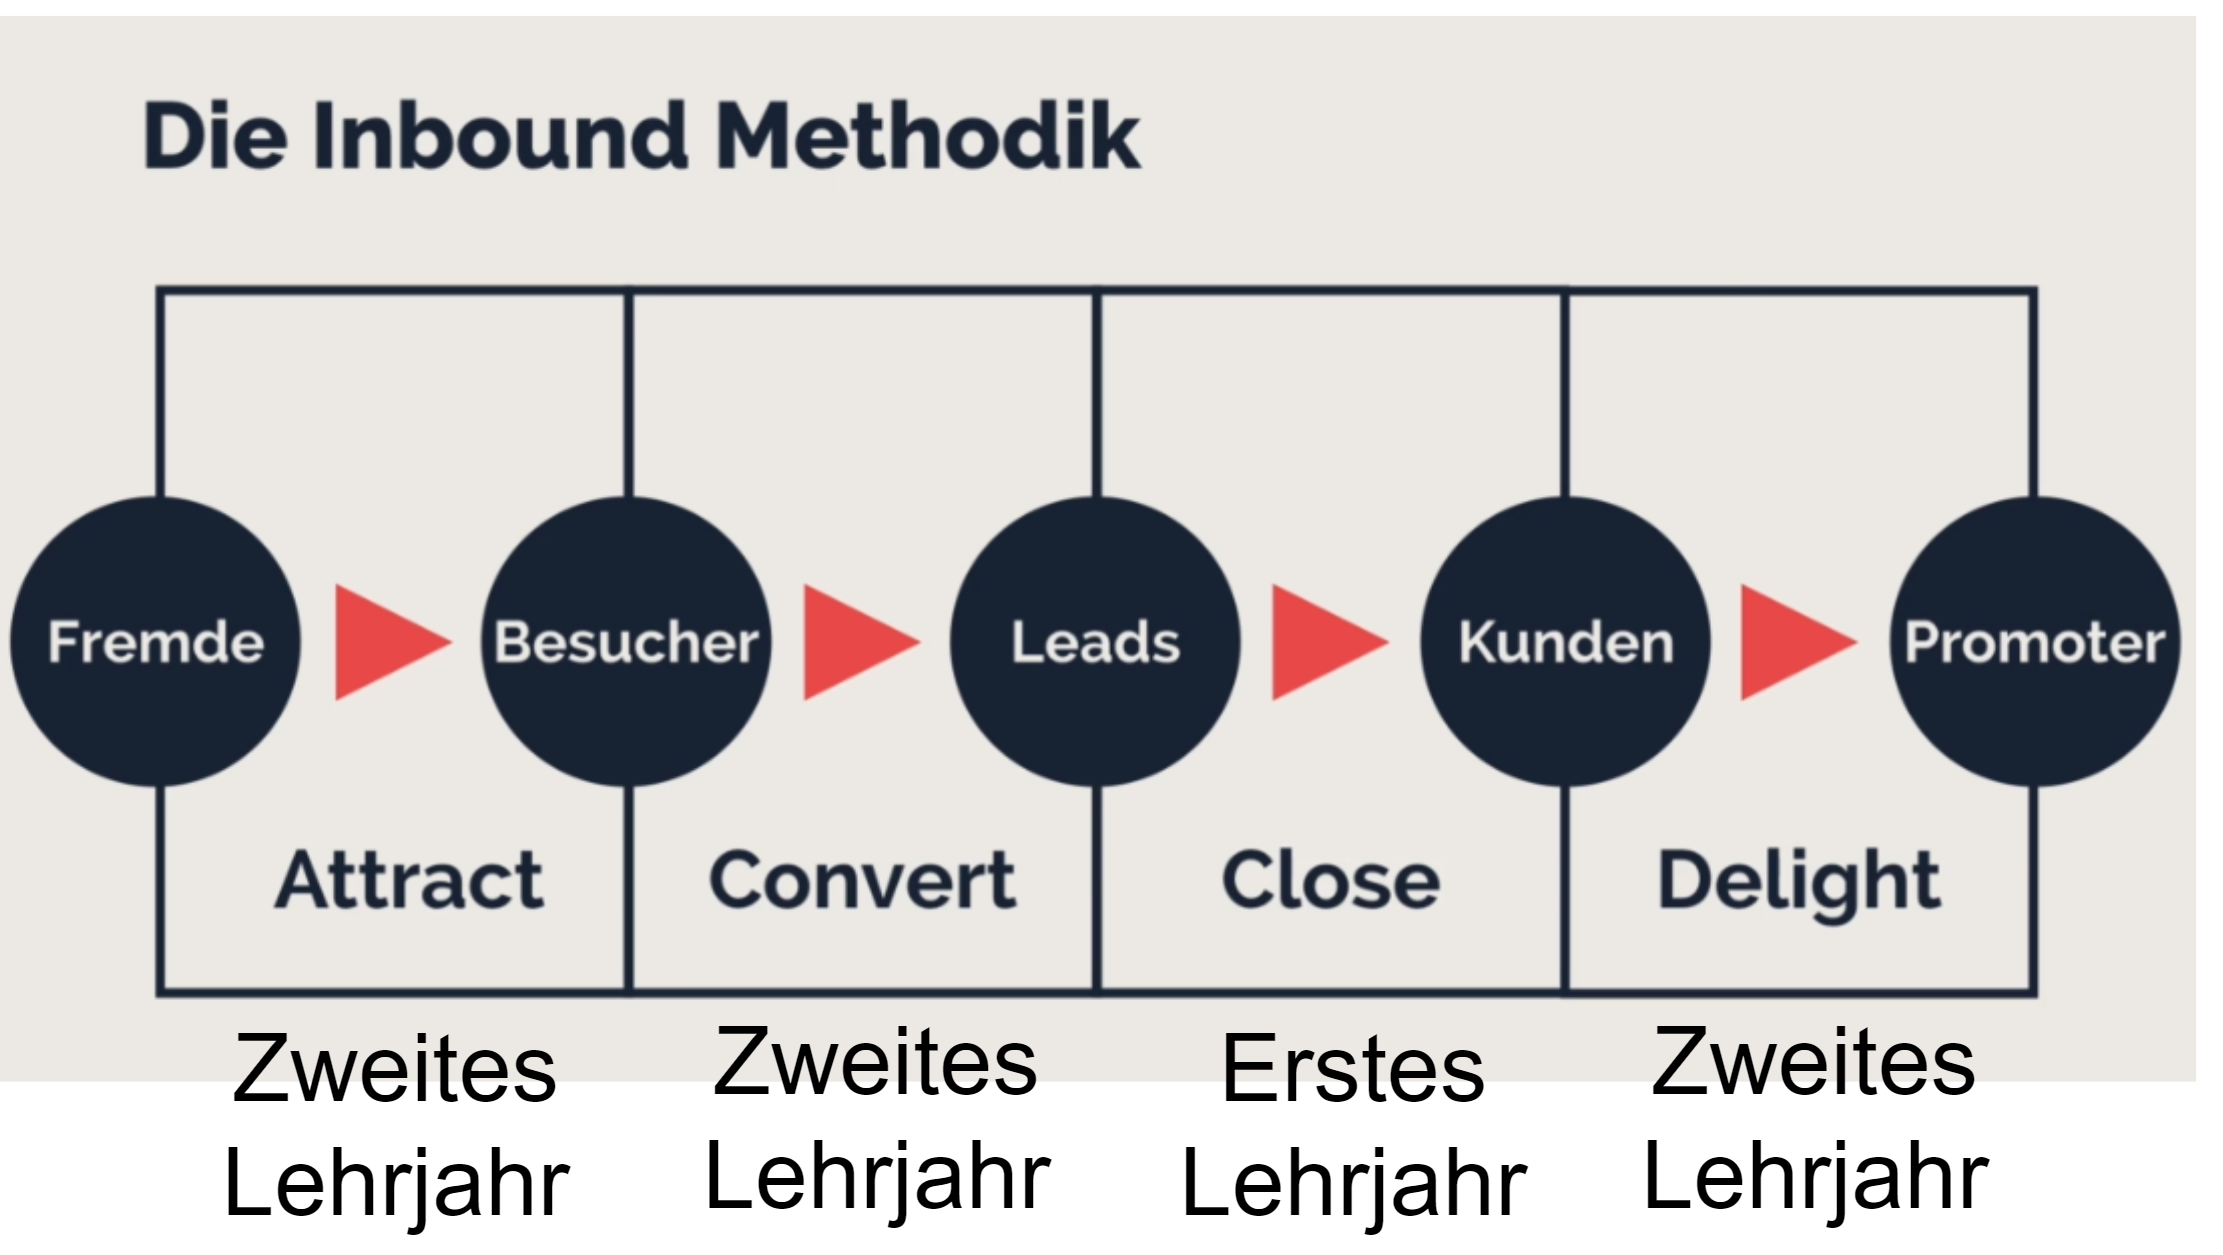 Die Inbound Methodik
Fremde
Besucher
Leads
Kunden
Promoter
Attract
Convert
Close
Delight
Zweites
Lehrjahr
Zweites
Lehrjahr
Erstes
Lehrjahr
Zweites
Lehrjahr